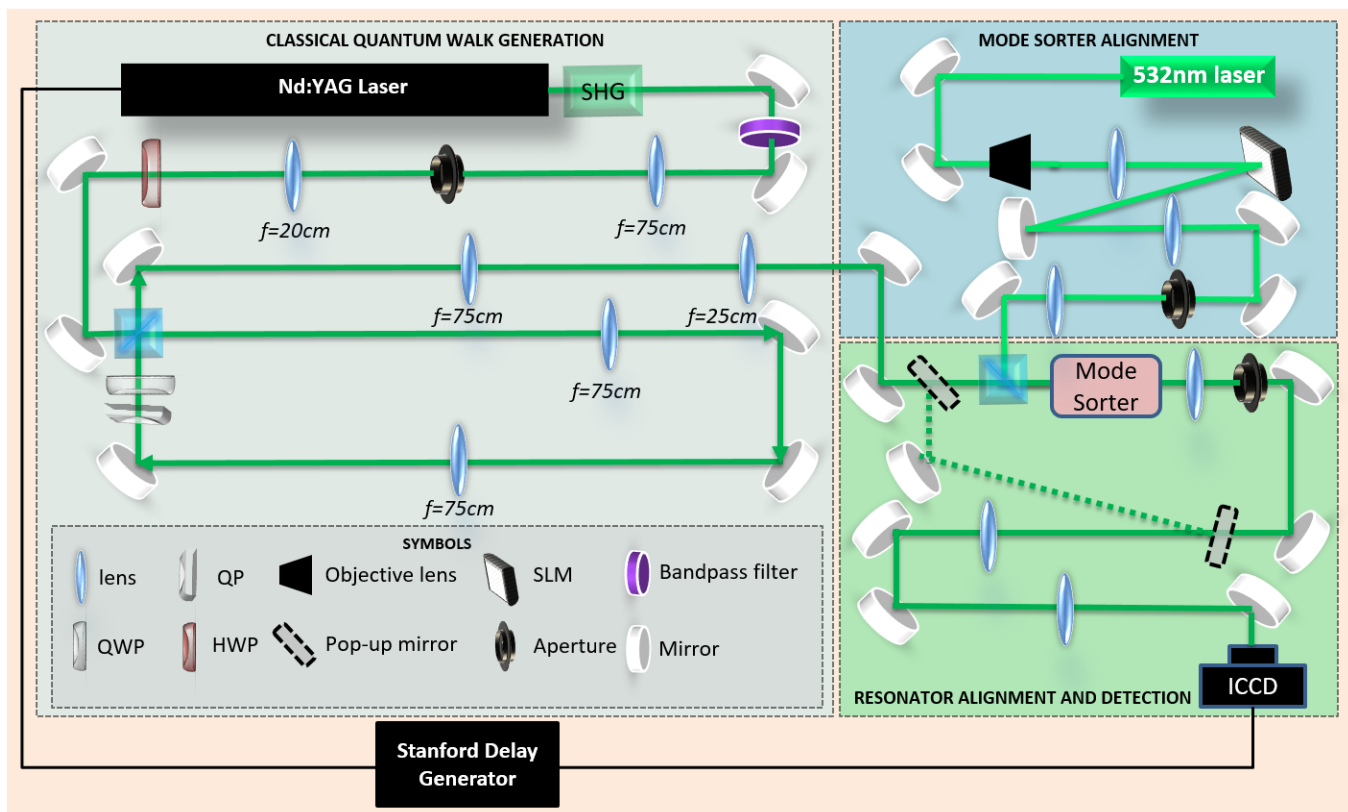 CLASSICAL QUANTUM WALK GENERATION
Nd:YAG Laser
SHG
f=20cm
f=75cm
f=75cm
f=25cm
f=75cm
f=75cm
SYMBOLS
lens
QP
Objective lens
SLM
Bandpass filter
QWP
HWP
Pop-up mirror
Aperture
Mirror
MODE SORTER ALIGNMENT
532nm laser
Mode
Sorter
ICCD
RESONATOR ALIGNMENT AND DETECTION
Stanford Delay
Generator